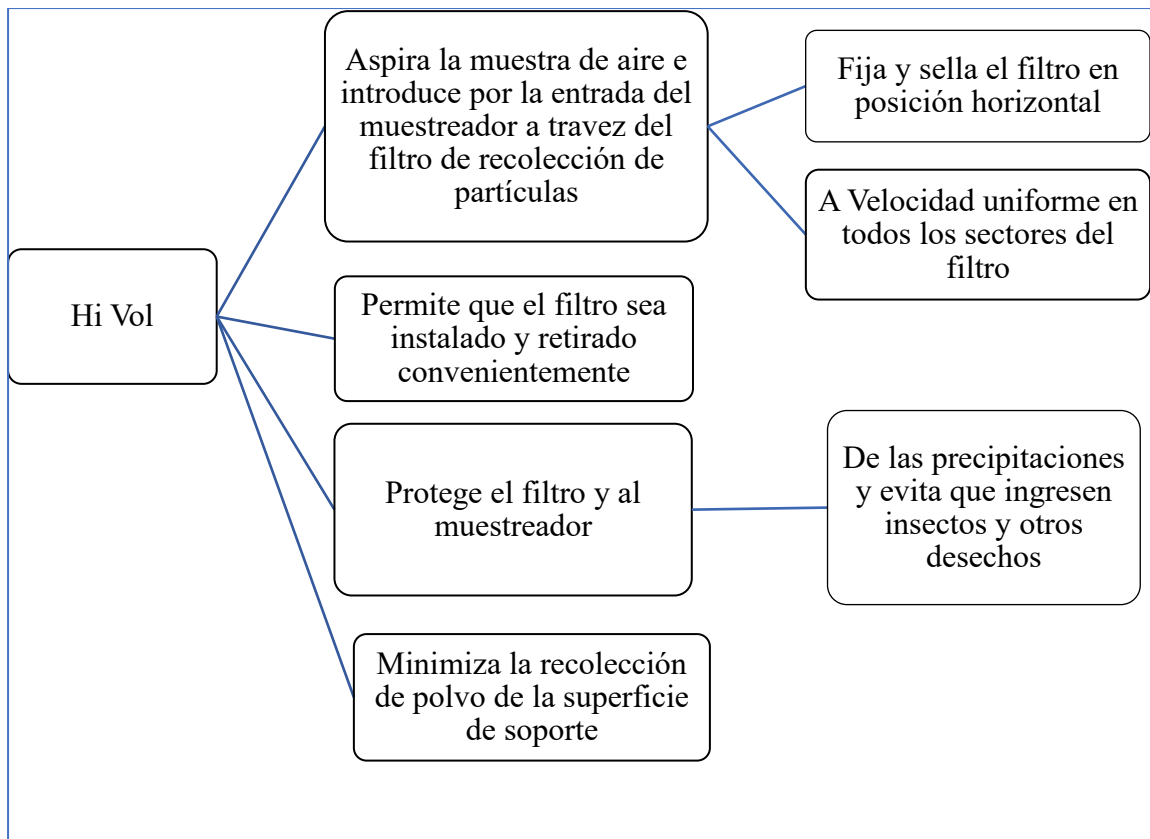 Hi Vol
Aspira la muestra de aire e
introduce por la entrada del
muestreador a travez del
filtro de recolección de
partículas
Fija y sella el filtro en
posición horizontal
A Velocidad uniforme en
todos los sectores del
filtro
Permite que el filtro sea
instalado y retirado
convenientemente
Protege el filtro y al
muestreador
De las precipitaciones
y evita que ingresen
insectos y otros
desechos
Minimiza la recolección
de polvo de la superficie
de soporte